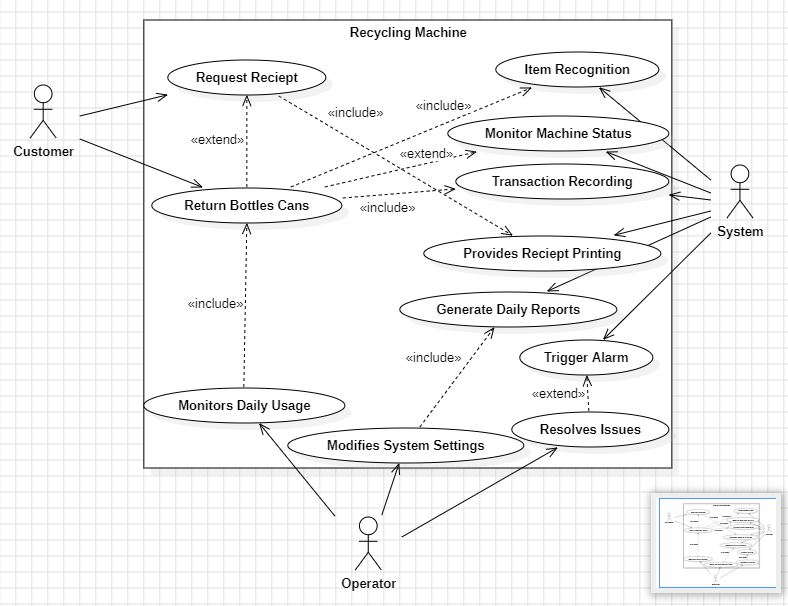 Recycling Machine
Request Reciept
Item Recognition
«include»
«include»
Monitor Machine Status
Customer
«extend»
«extend»
Transaction Recording
Return Bottles Cans
«include»
System
Provides Reciept Printing
«include»
Generate Daily Reports
«include»
Trigger Alarm
«extend»
Monitors Daily Usage
Resolves Issues
Modifies System Settings
Operator